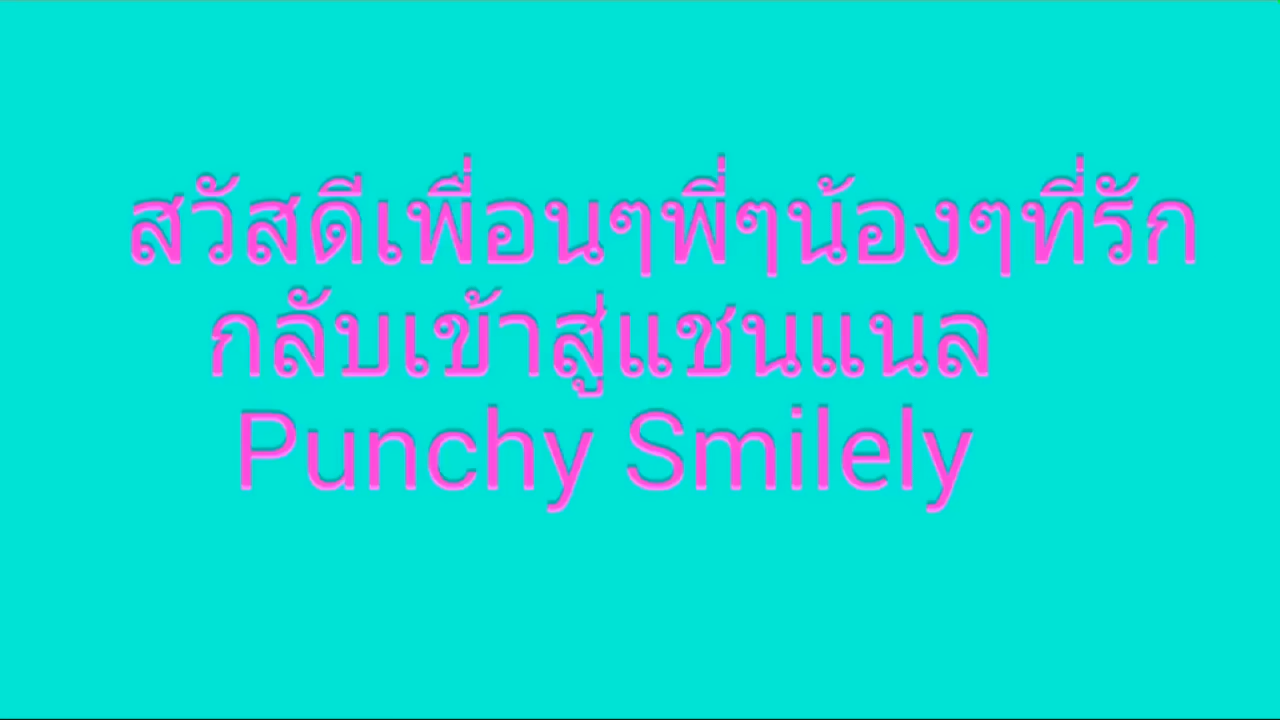 สวัสดีเพื่อนๆพี่ๆน้องๆที่รัก
กลับเข้าสู่แชนแนล
Punchy Smilely